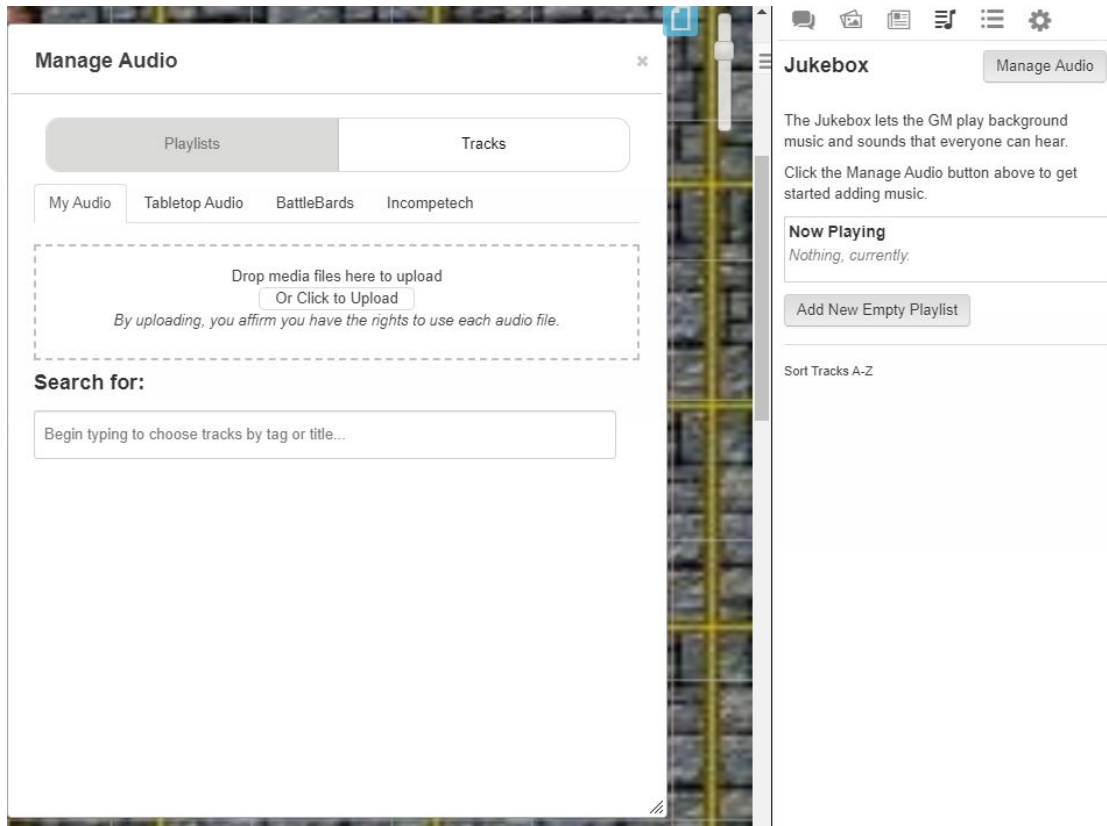 Manage Audio
×
Playlists Tracks
My Audio Tabletop Audio BattleBards Incompetech
Drop media files here to upload
Or Click to Upload
By uploading, you affirm you have the rights to use each audio file.
Search for:
Begin typing to choose tracks by tag or title...
Jukebox Manage Audio
The Jukebox lets the GM play background
music and sounds that everyone can hear.
Click the Manage Audio button above to get
started adding music.
Now Playing
Nothing, currently.
Add New Empty Playlist
Sort Tracks A-Z